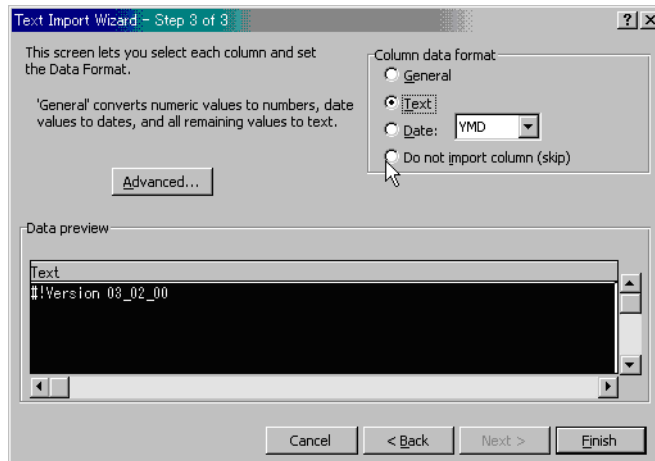 Text Import Wizard - Step 3 of 3
This screen lets you select each column and set
the Data Format.
'General' converts numeric values to numbers, date
values to dates, and all remaining values to text.
Advanced...
Column data format
General
Text
Date: YMD
Do not import column (skip)
Data preview
Text
#!Version 03_02_00
Cancel
< Back
Next >
Finish